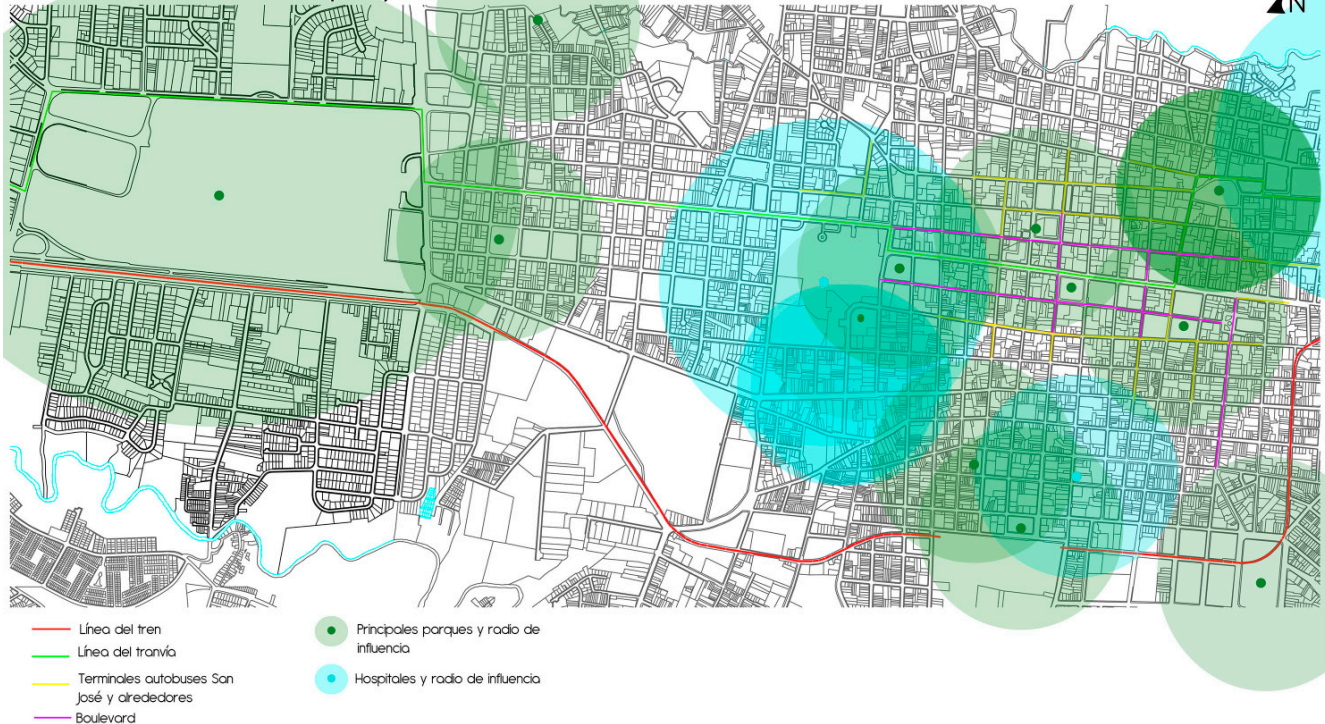 N
Línea del tren
Línea del tranvía
Terminales autobuses San
José y alrededores
Boulevard
Principales parques y radio de
influencia
Hospitales y radio de influencia